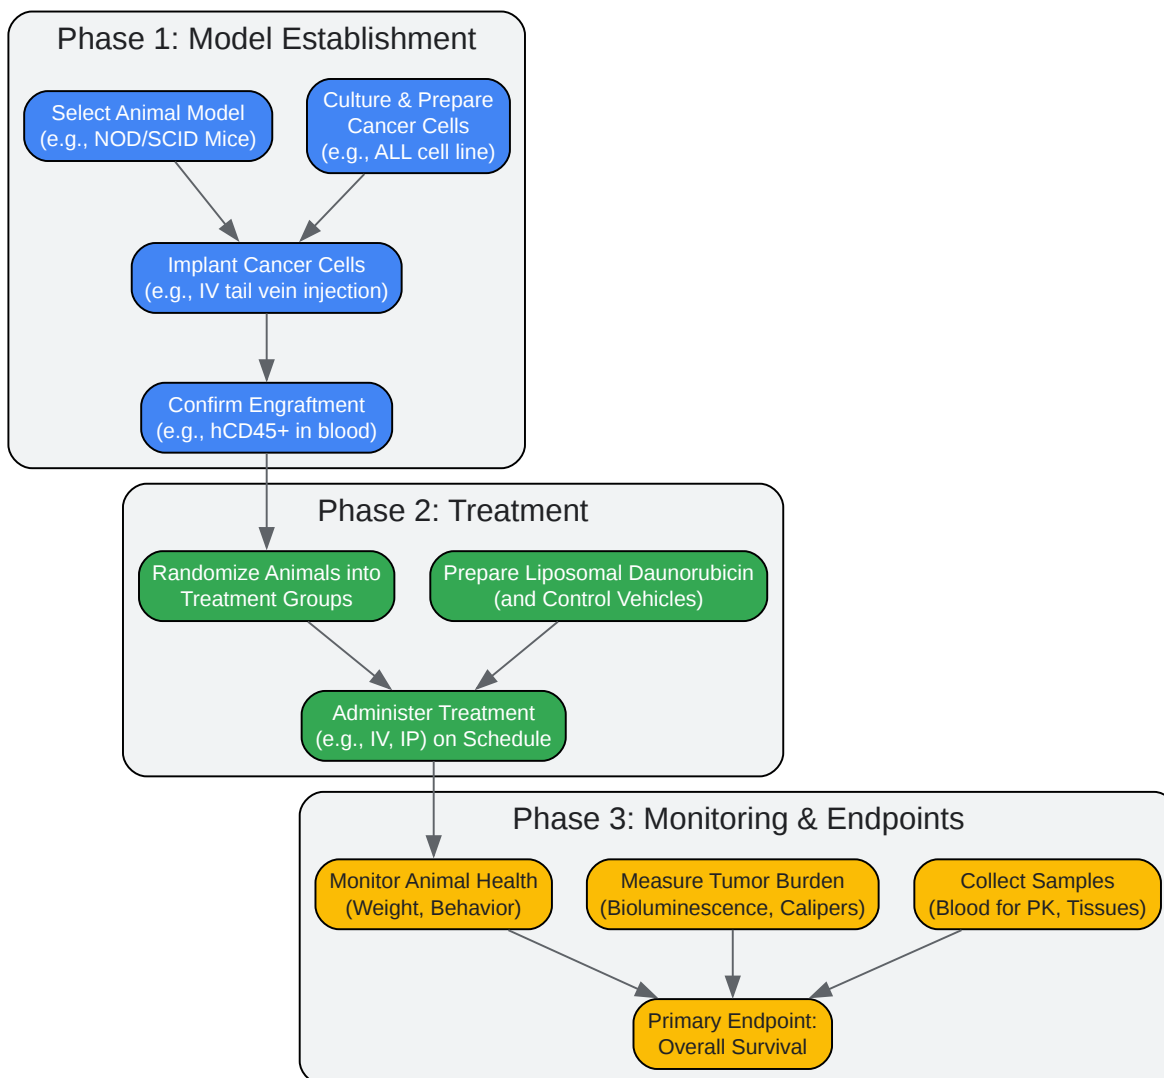 Phase 1: Model Establishment
Select Animal Model
(e.g., NOD/SCID Mice)
Culture & Prepare
Cancer Cells
(e.g., ALL cell line)
Implant Cancer Cells
(e.g., IV tail vein injection)
Confirm Engraftment
(e.g., hCD45+ in blood)
Phase 2: Treatment
Randomize Animals into
Treatment Groups
Prepare Liposomal Daunorubicin
(and Control Vehicles)
Administer Treatment
(e.g., IV, IP) on Schedule
Phase 3: Monitoring & Endpoints
Monitor Animal Health
(Weight, Behavior)
Measure Tumor Burden
(Bioluminescence, Calipers)
Collect Samples
(Blood for PK, Tissues)
Primary Endpoint:
Overall Survival